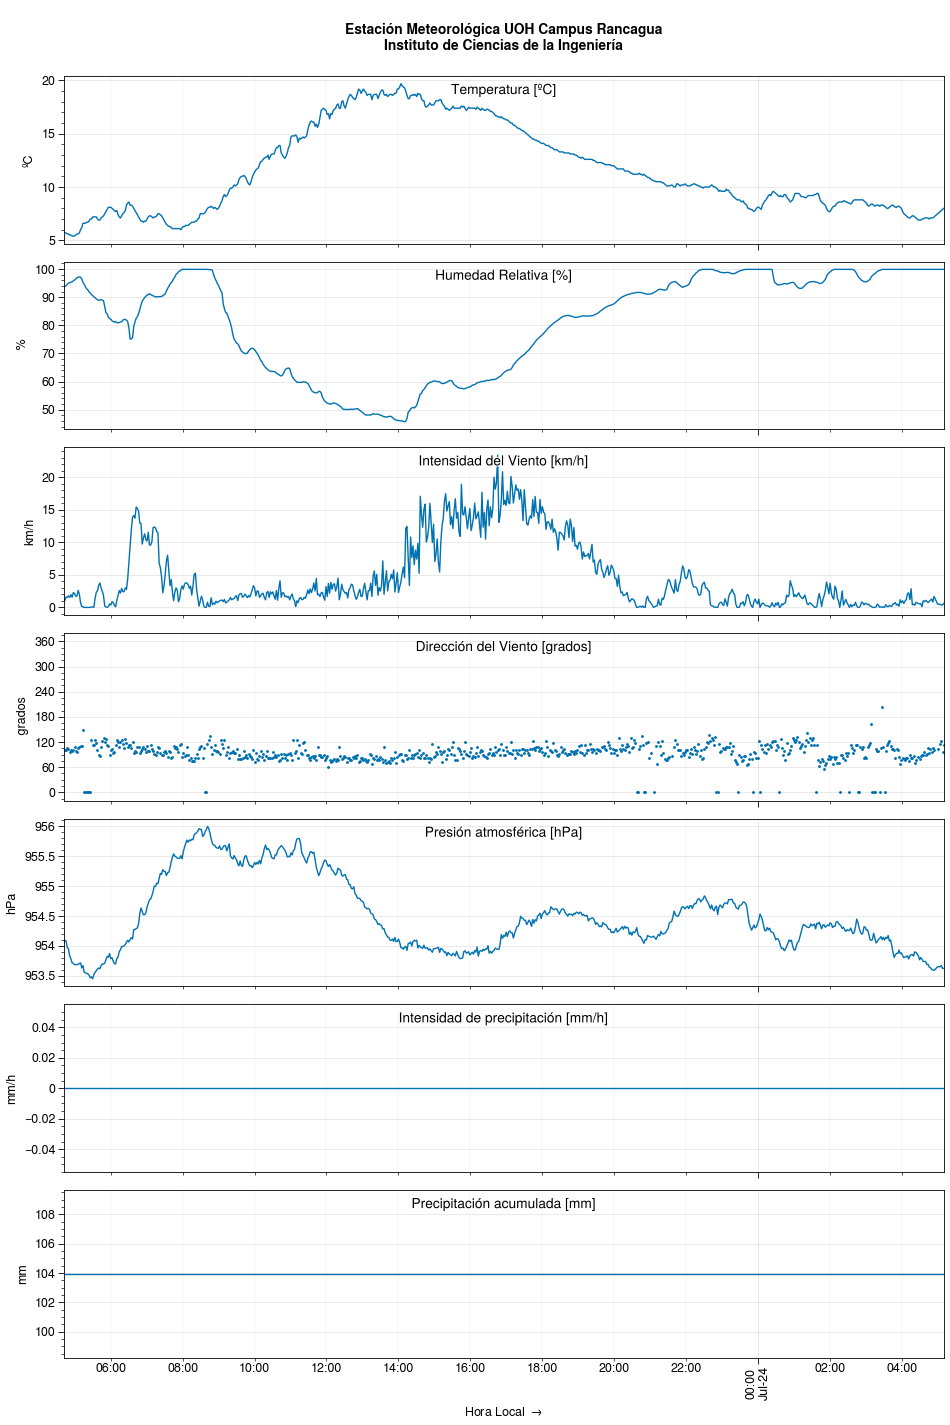 Estación Meteorológica UOH Campus Rancagua
Instituto de Ciencias de la Ingeniería
Temperatura [ºC]
ºC
20
15
10
5
Humedad Relativa [%]
%
100
90
80
70
60
50
Intensidad del Viento [km/h]
km/h
20
15
10
5
0
Dirección del Viento [grados]
grados
360
300
240
180
120
60
0
Presión atmosférica [hPa]
hPa
956
955.5
955
954.5
954
953.5
Intensidad de precipitación [mm/h]
mm/h
0.04
0.02
0
−0.02
−0.04
Precipitación acumulada [mm]
mm
108
106
104
102
100
06:00 08:00 10:00 12:00 14:00 16:00 18:00 20:00 22:00 00:00 02:00 04:00
Jul-24
Hora Local →